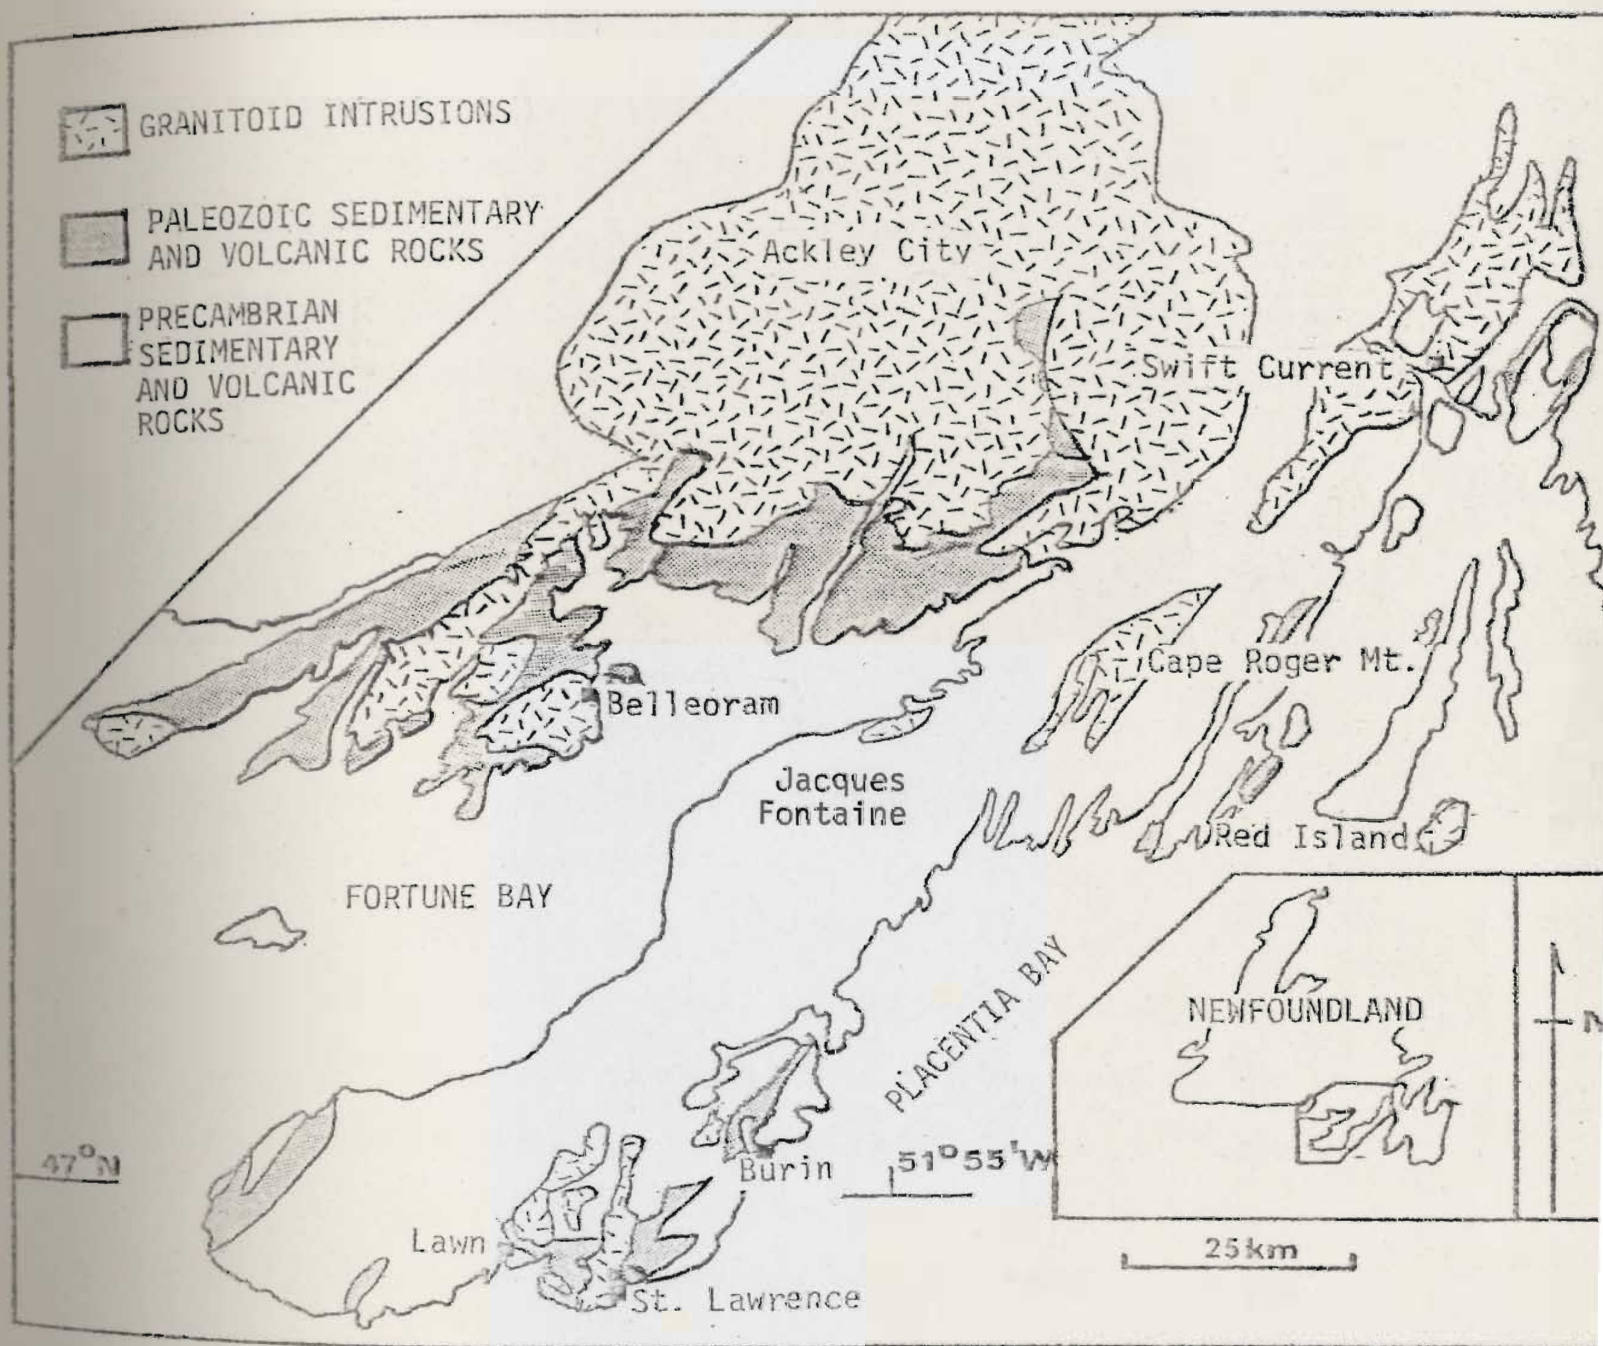 GRANITOID INTRUSIONS
PALEOZOIC SEDIMENTARY
AND VOLCANIC ROCKS
PRECAMBRIAN
SEDIMENTARY
AND VOLCANIC
ROCKS
Ackley City
Swift Current
Cape Roger Mt.
Belleoram
Jacques
Fontaine
Red Island
FORTUNE BAY
PLACENTIA BAY
NEWFOUNDLAND
N
47°N
Burin
51°55'W
Lawn
25km
St. Lawrence